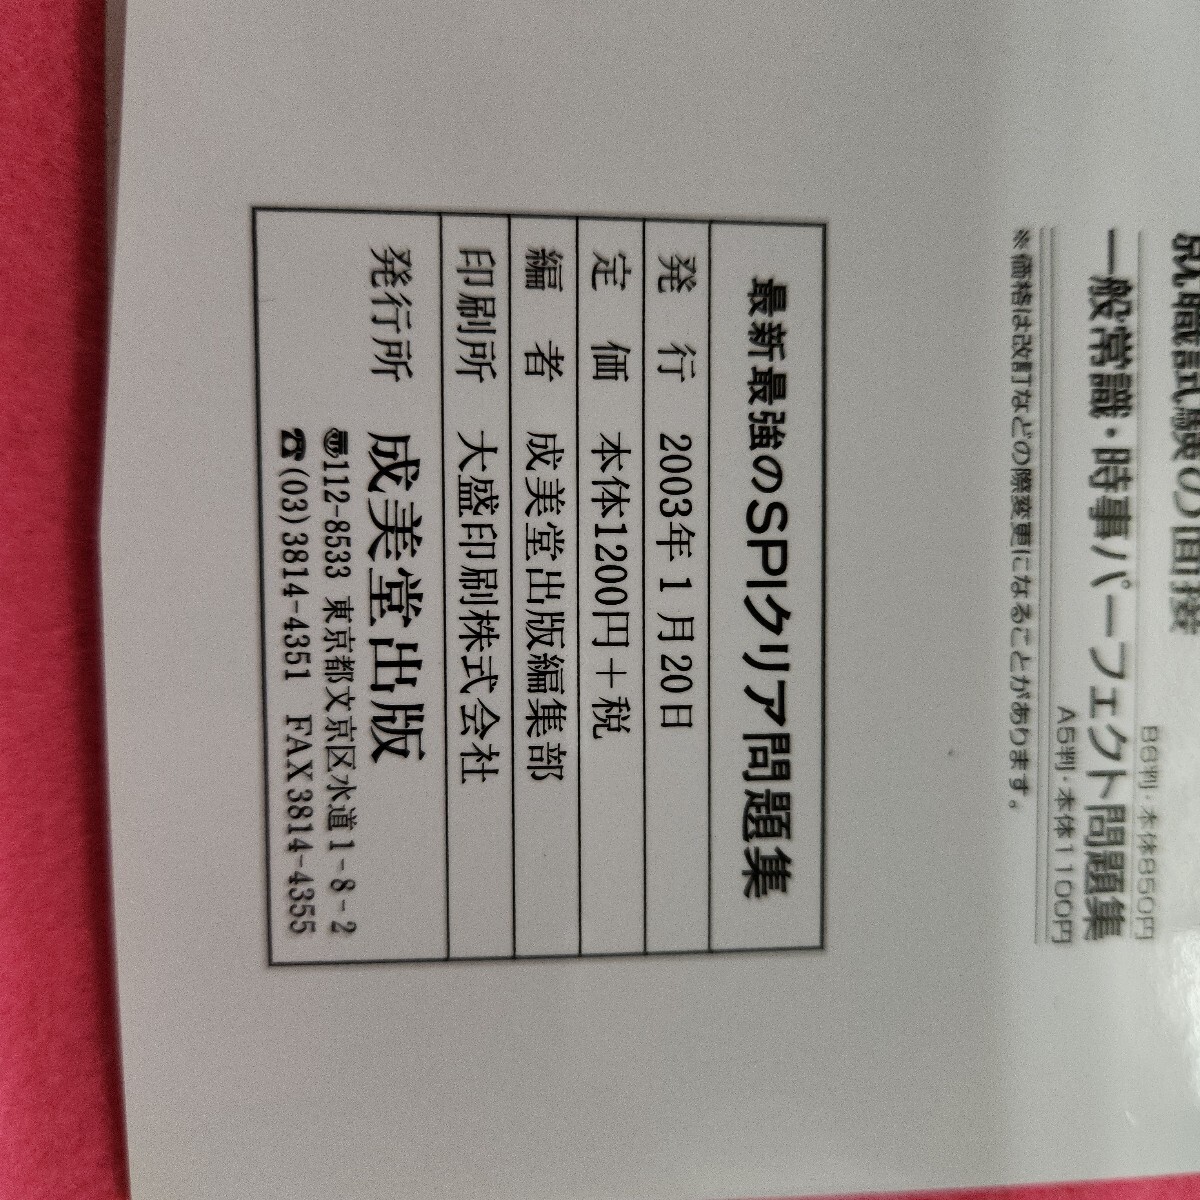 就職試験の面接
B6判・本体850円
一般常識・時事パーフェクト問題集
A5判・本体1100円
※価格は改訂などの際変更になることがあります。
最新最強のSPIクリア問題集
発行 2003年1月20日
定価 本体1200円＋税
編者 成美堂出版編集部
印刷所 大盛印刷株式会社
発行所 成美堂出版
〠112-8533 東京都文京区水道1-8-2
☎(03)3814-4351 FAX3814-4355